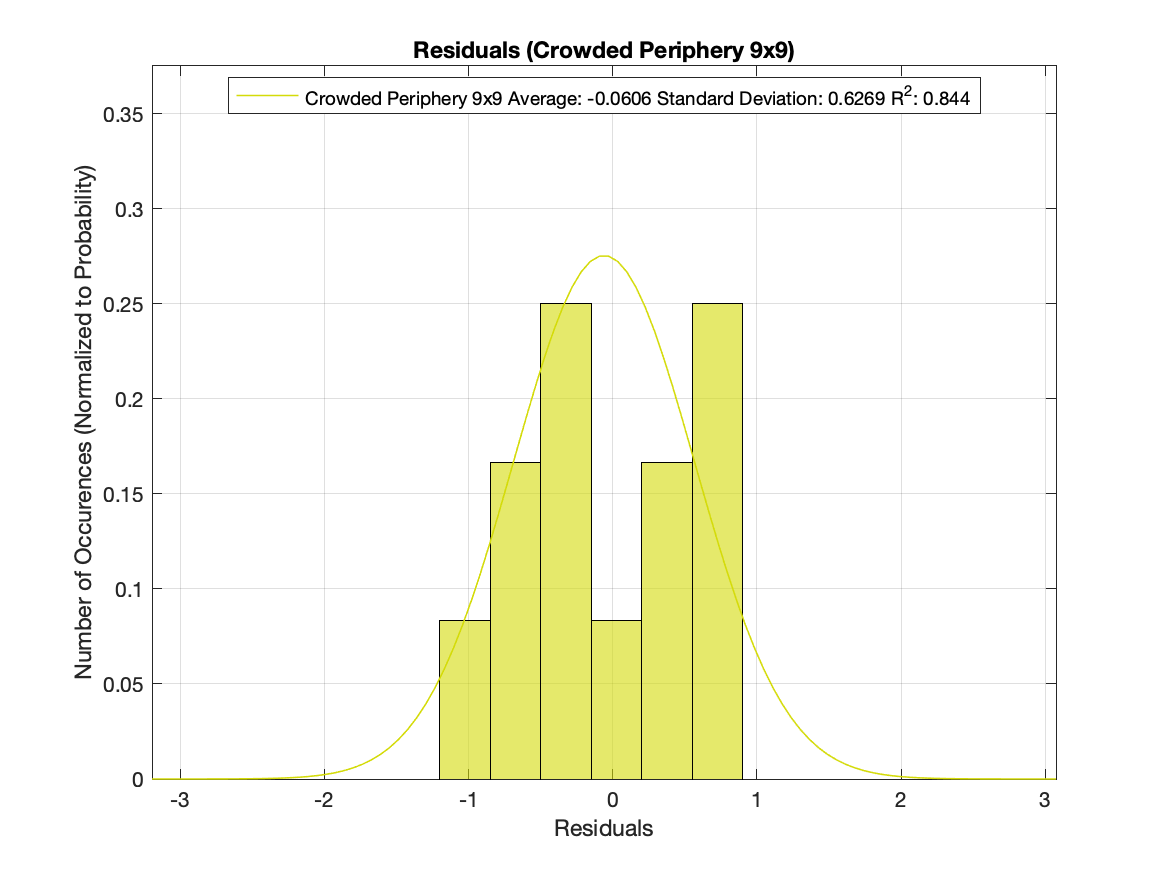 Residuals (Crowded Periphery 9x9)
Crowded Periphery 9x9 Average: -0.0606 Standard Deviation: 0.6269 R²: 0.844
Number of Occurences (Normalized to Probability)
0.35
0.3
0.25
0.2
0.15
0.1
0.05
0
-3 -2 -1 0 1 2 3
Residuals